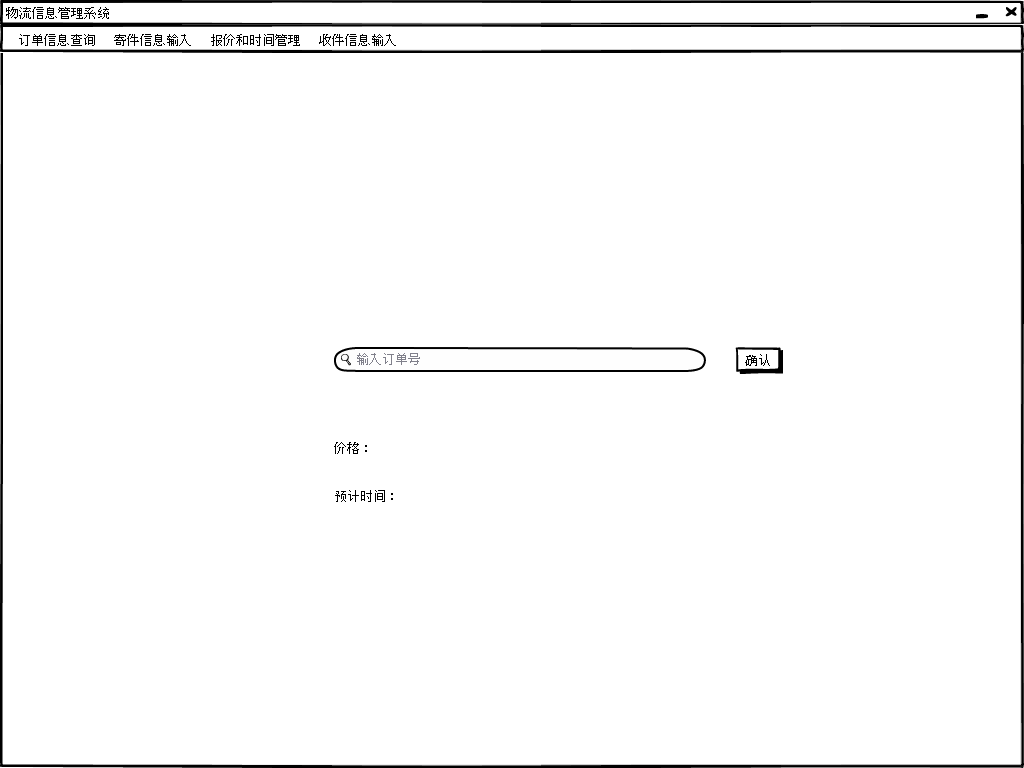 物流信息管理系统
订单信息查询 寄件信息输入 报价和时间管理 收件信息输入
输入订单号 确认
价格：
预计时间：